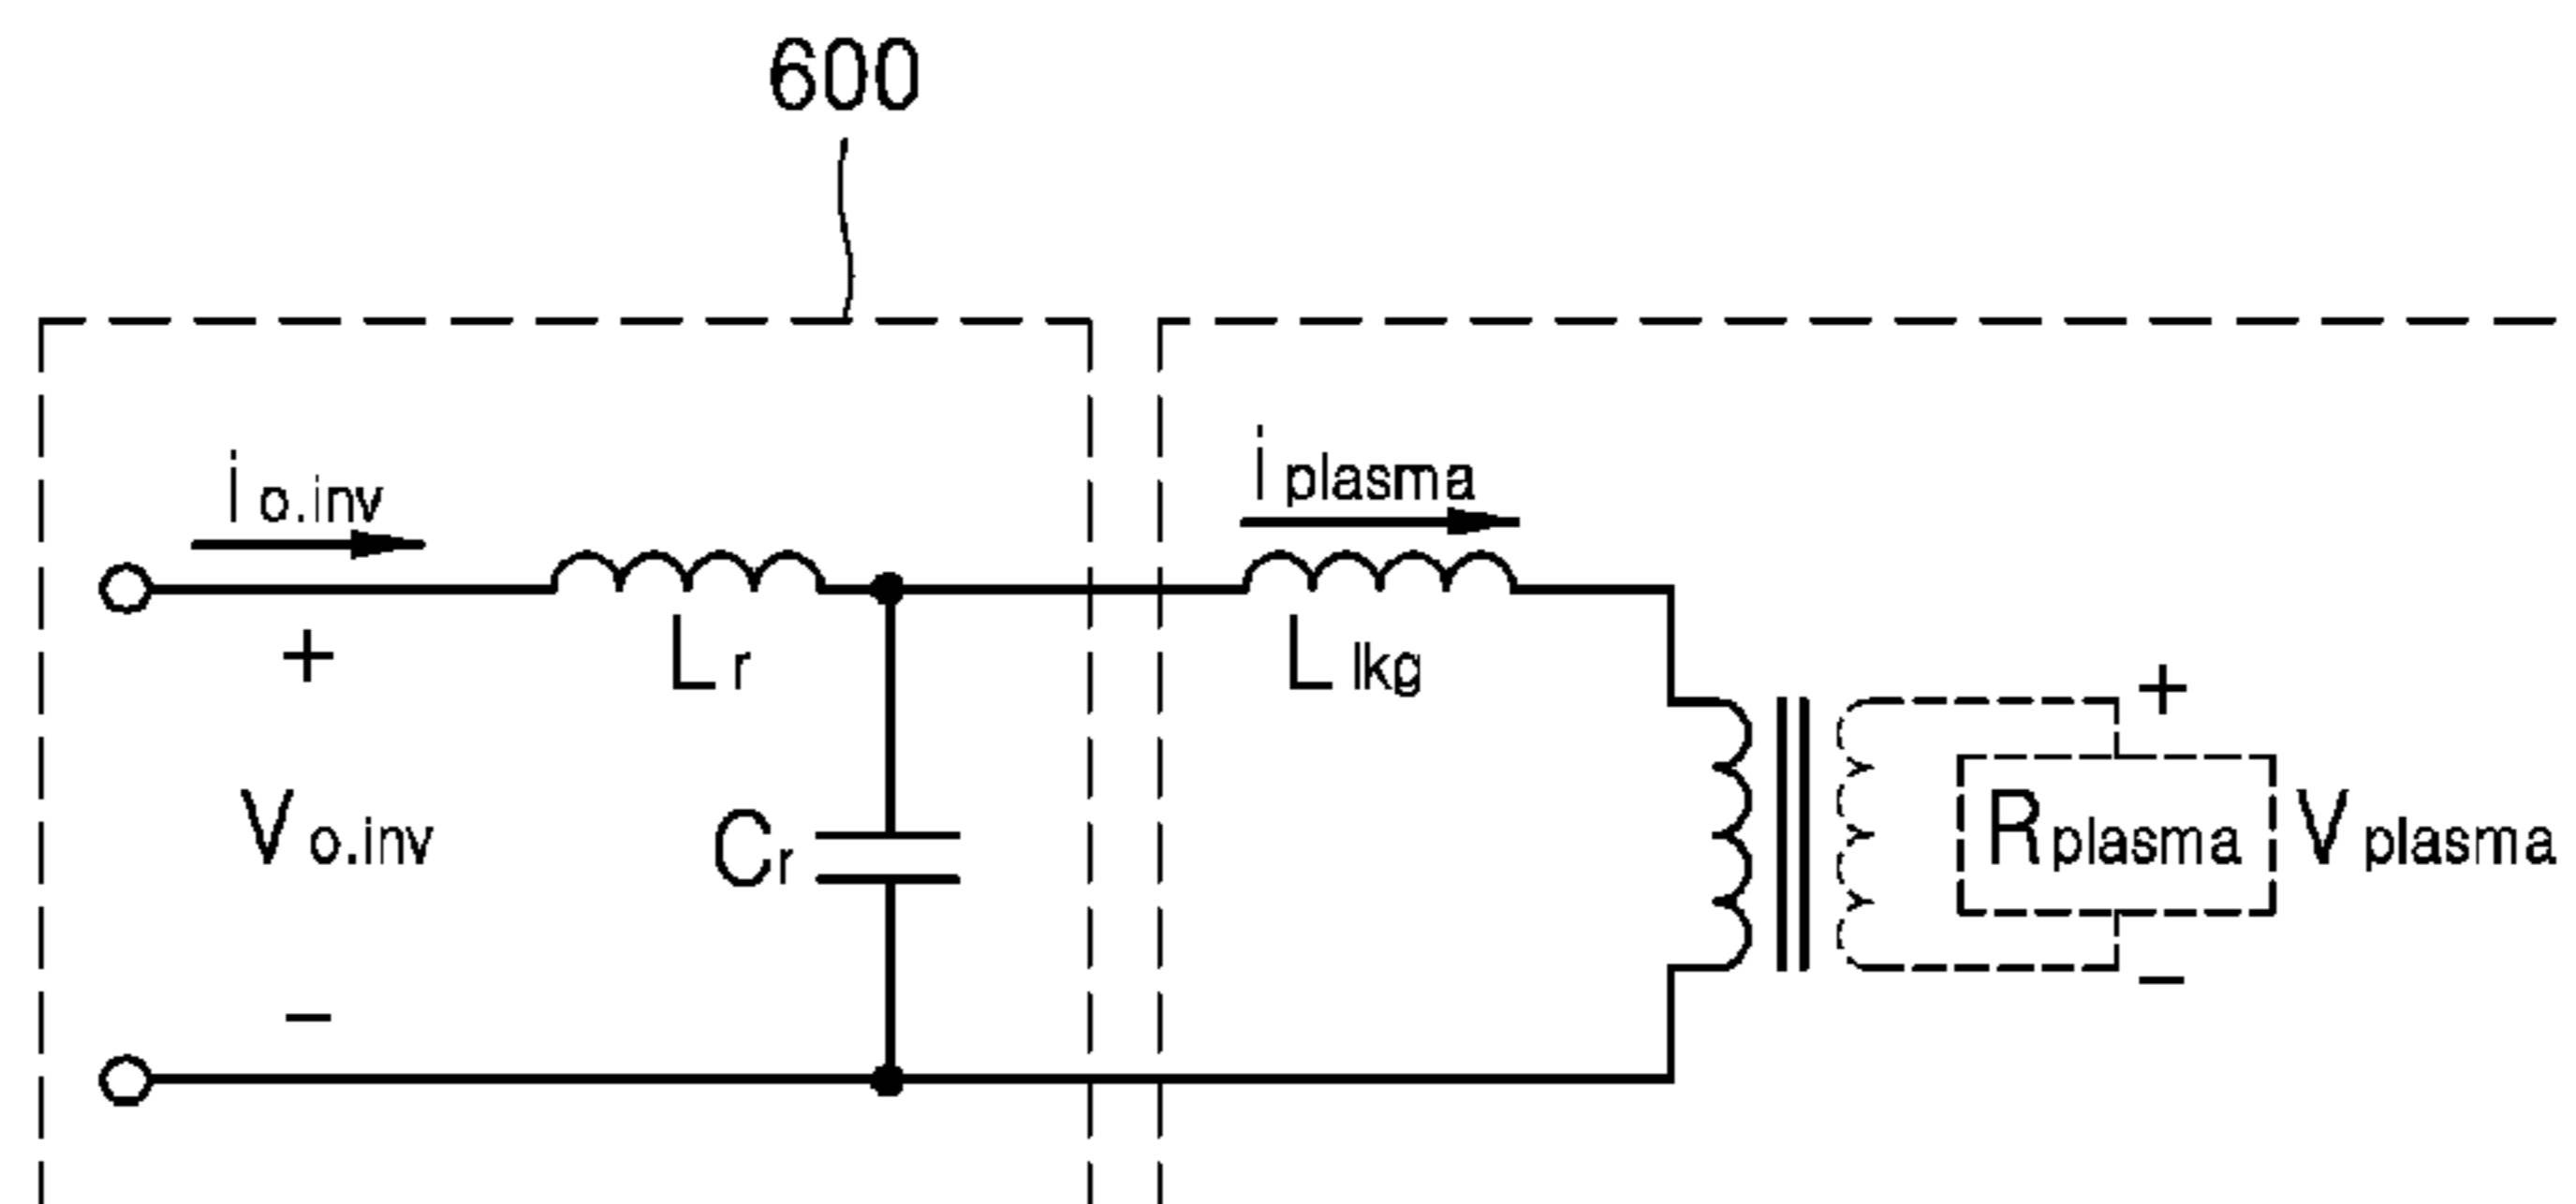 600
i o.inv
i plasma
+
L r
L lkg
+
V o.inv
C r
R plasma
V plasma
−
−